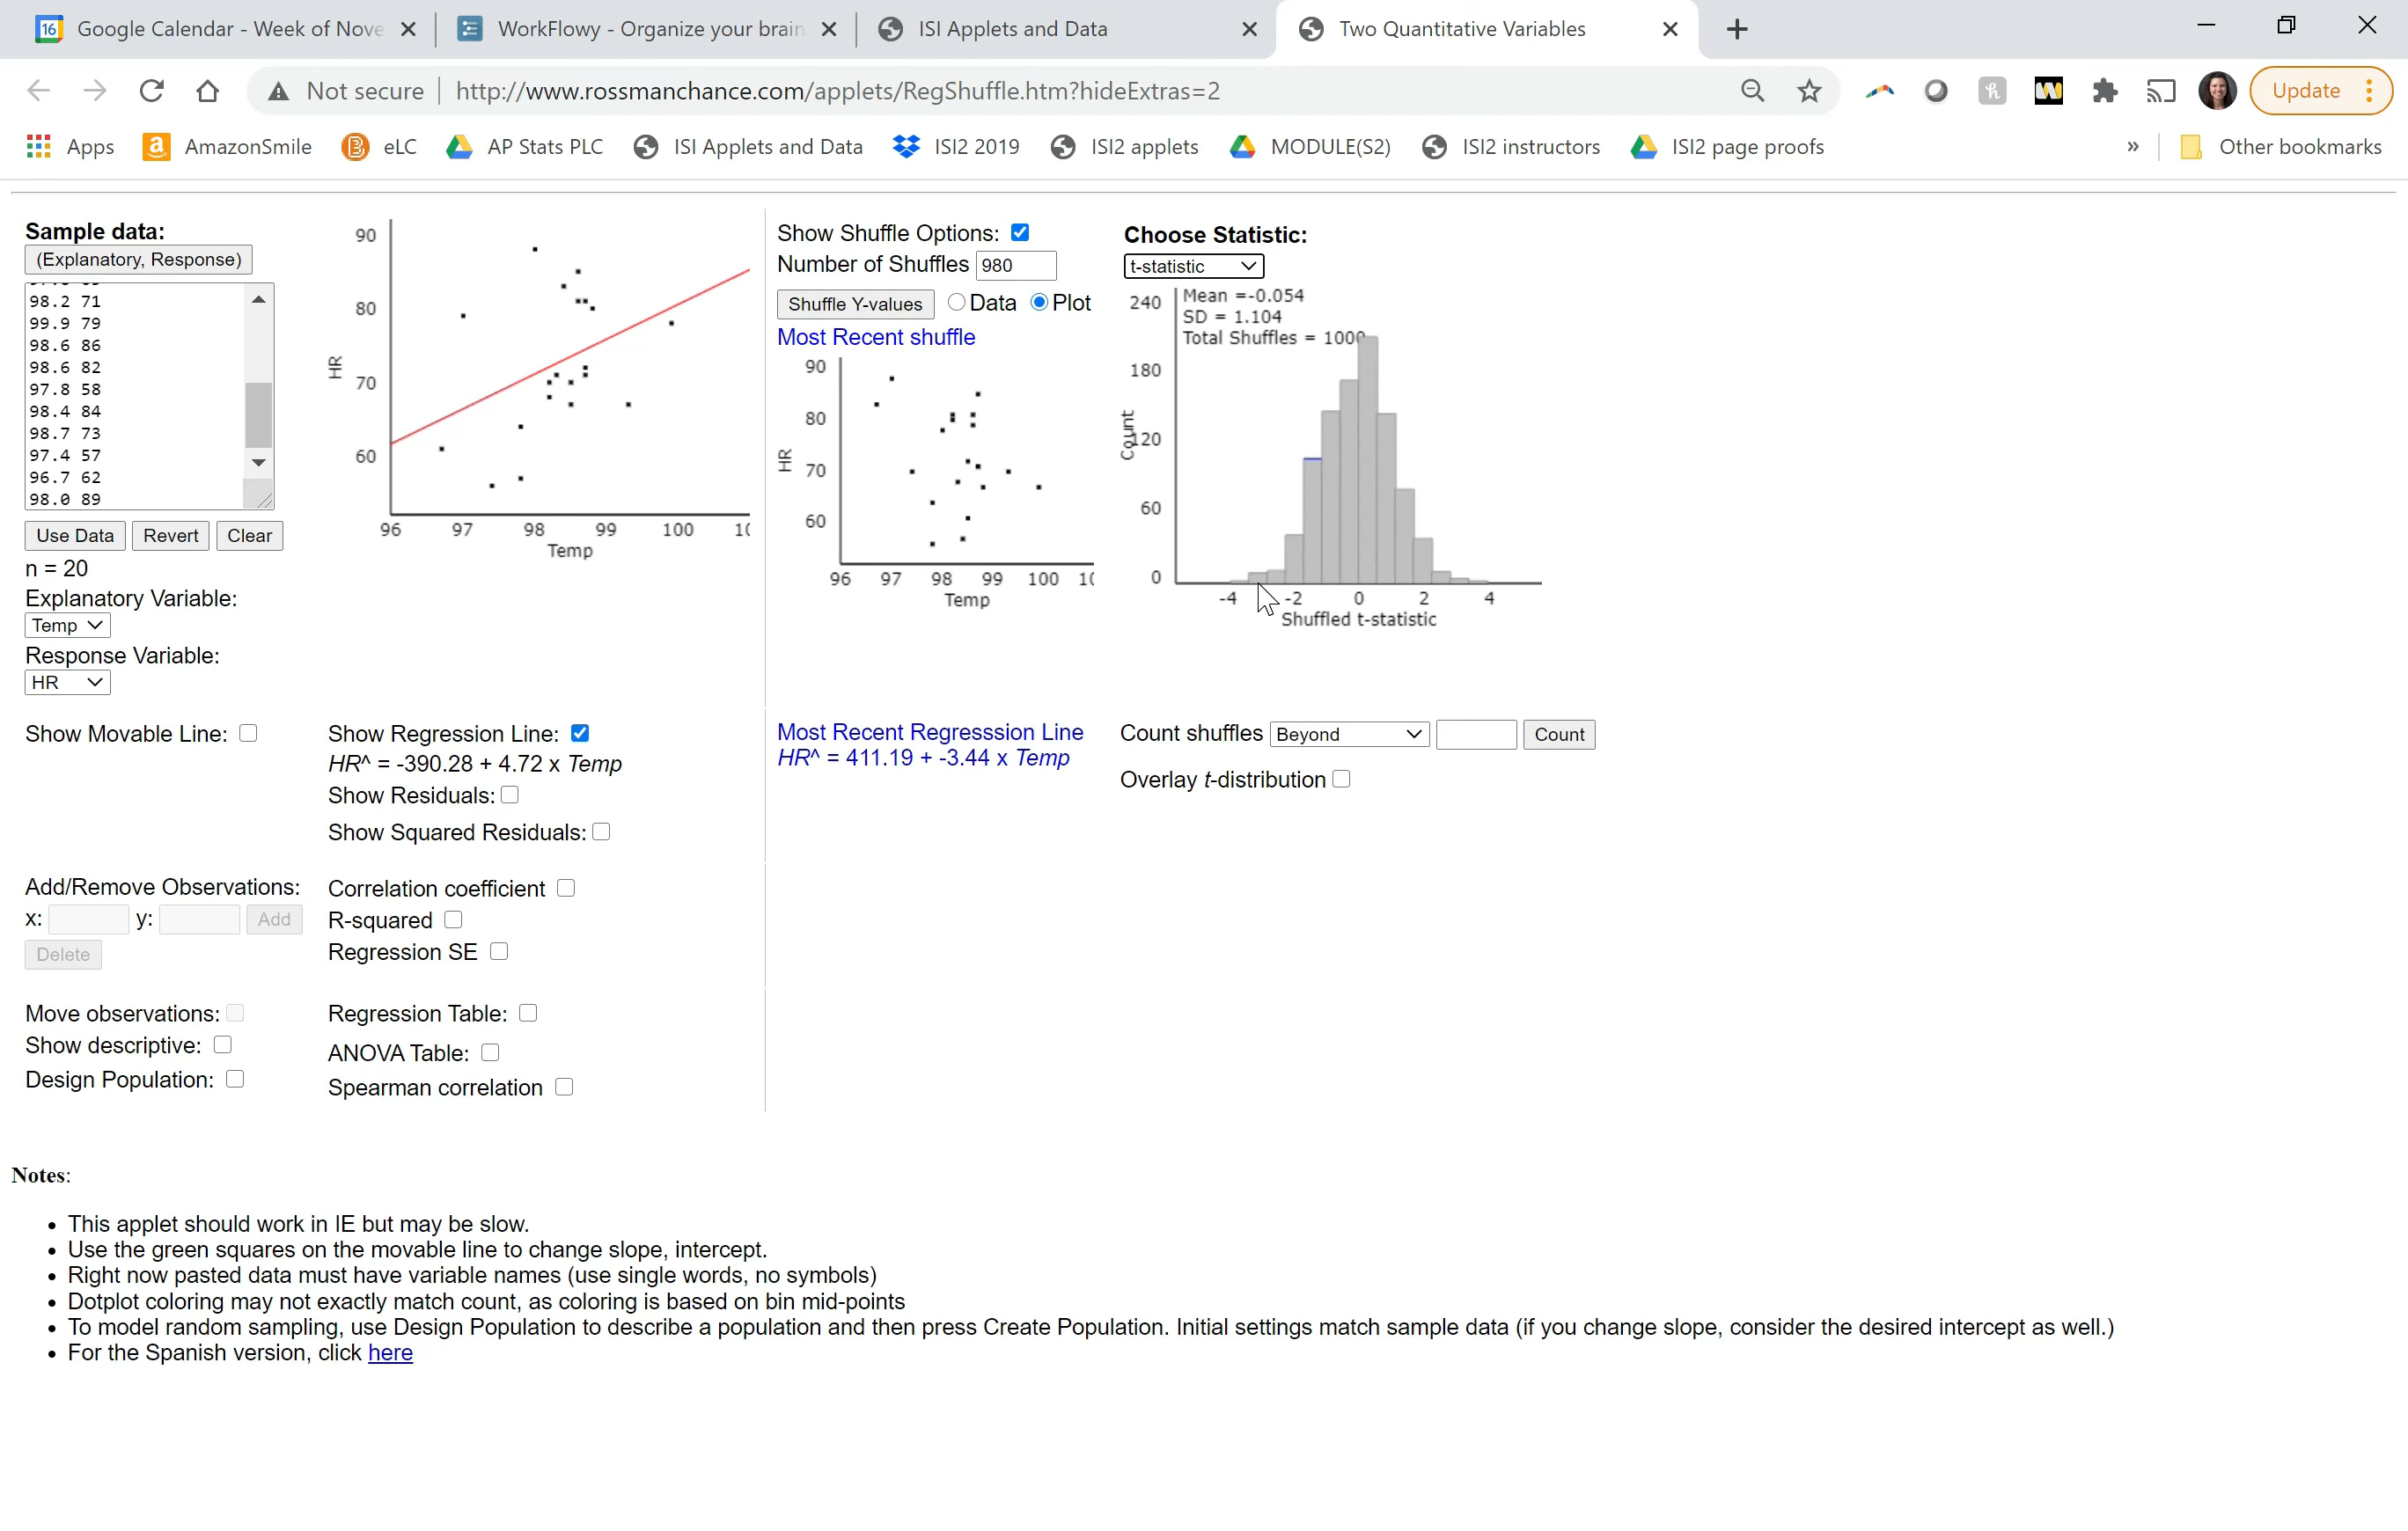 16 Google Calendar - Week of Nove
WorkFlowy - Organize your brain
ISI Applets and Data
Two Quantitative Variables
Not secure
http://www.rossmanchance.com/applets/RegShuffle.htm?hideExtras=2
Update
Apps
AmazonSmile
eLC
AP Stats PLC
ISI Applets and Data
ISI2 2019
ISI2 applets
MODULE(S2)
ISI2 instructors
ISI2 page proofs
»
Other bookmarks
Sample data:
(Explanatory, Response)
98.2 71
99.9 79
98.6 86
98.6 82
97.8 58
98.4 84
98.7 73
97.4 57
96.7 62
98.0 89
Use Data
Revert
Clear
n = 20
Explanatory Variable:
Temp
Response Variable:
HR
90
80
70
60
HR
96 97 98 99 100 10
Temp
Show Shuffle Options:
Number of Shuffles 980
Shuffle Y-values
Data
Plot
Most Recent shuffle
90
80
70
60
HR
96 97 98 99 100 10
Temp
Choose Statistic:
t-statistic
Mean =-0.054
SD = 1.104
Total Shuffles = 1000
240
180
120
60
0
Count
-4 -2 0 2 4
Shuffled t-statistic
Show Movable Line:
Show Regression Line:
HR^ = -390.28 + 4.72 x Temp
Show Residuals:
Show Squared Residuals:
Most Recent Regresssion Line
HR^ = 411.19 + -3.44 x Temp
Count shuffles Beyond Count
Overlay t-distribution
Add/Remove Observations:
x: y: Add
Delete
Correlation coefficient
R-squared
Regression SE
Move observations:
Show descriptive:
Design Population:
Regression Table:
ANOVA Table:
Spearman correlation
Notes:
• This applet should work in IE but may be slow.
• Use the green squares on the movable line to change slope, intercept.
• Right now pasted data must have variable names (use single words, no symbols)
• Dotplot coloring may not exactly match count, as coloring is based on bin mid-points
• To model random sampling, use Design Population to describe a population and then press Create Population. Initial settings match sample data (if you change slope, consider the desired intercept as well.)
• For the Spanish version, click here